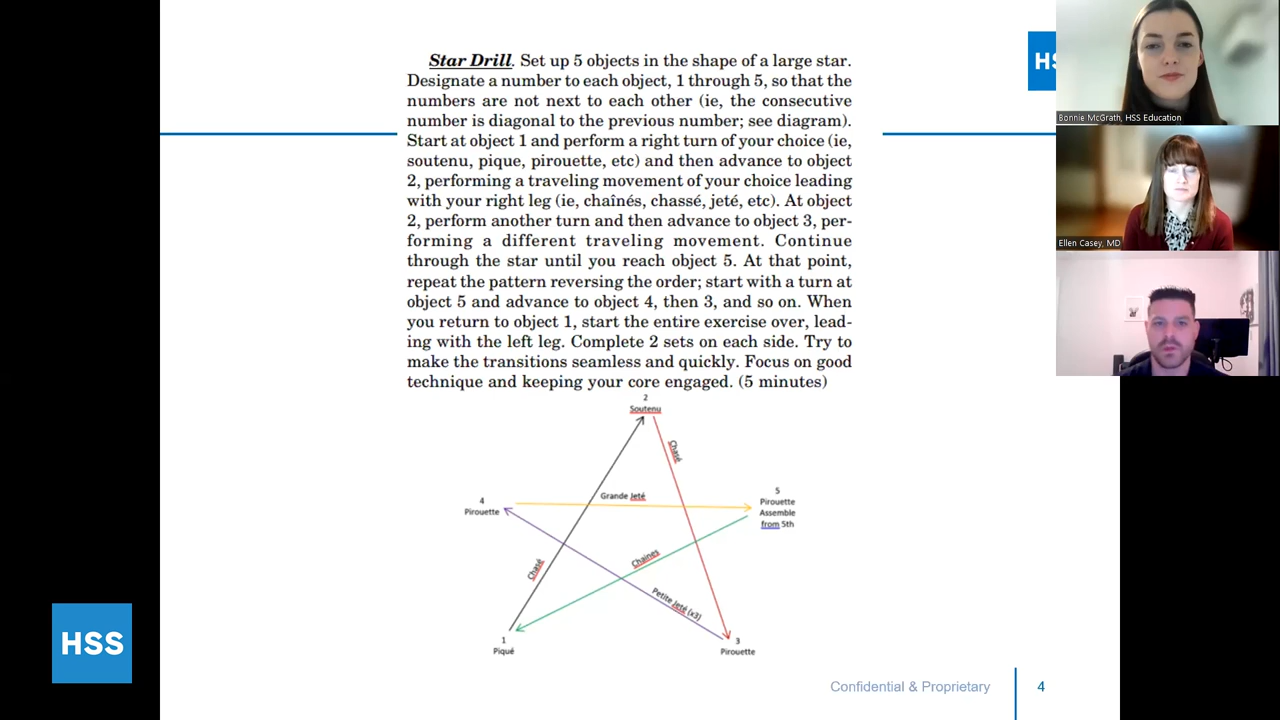 Star Drill. Set up 5 objects in the shape of a large star.
Designate a number to each object, 1 through 5, so that the
numbers are not next to each other (ie, the consecutive
number is diagonal to the previous number; see diagram).
Start at object 1 and perform a right turn of your choice (ie,
soutenu, pique, pirouette, etc) and then advance to object
2, performing a traveling movement of your choice leading
with your right leg (ie, chaînés, chassé, jeté, etc). At object
2, perform another turn and then advance to object 3, per-
forming a different traveling movement. Continue
through the star until you reach object 5. At that point,
repeat the pattern reversing the order; start with a turn at
object 5 and advance to object 4, then 3, and so on. When
you return to object 1, start the entire exercise over, lead-
ing with the left leg. Complete 2 sets on each side. Try to
make the transitions seamless and quickly. Focus on good
technique and keeping your core engaged. (5 minutes)
2
Soutenu
Chasé
Grande Jeté
4
Pirouette
5
Pirouette
Assemble
from 5th
Chasé
Chaines
Petite Jeté (x3)
1
Piqué
3
Pirouette
HSS
HS
Bonnie McGrath, HSS Education
Ellen Casey, MD
Confidential & Proprietary
4